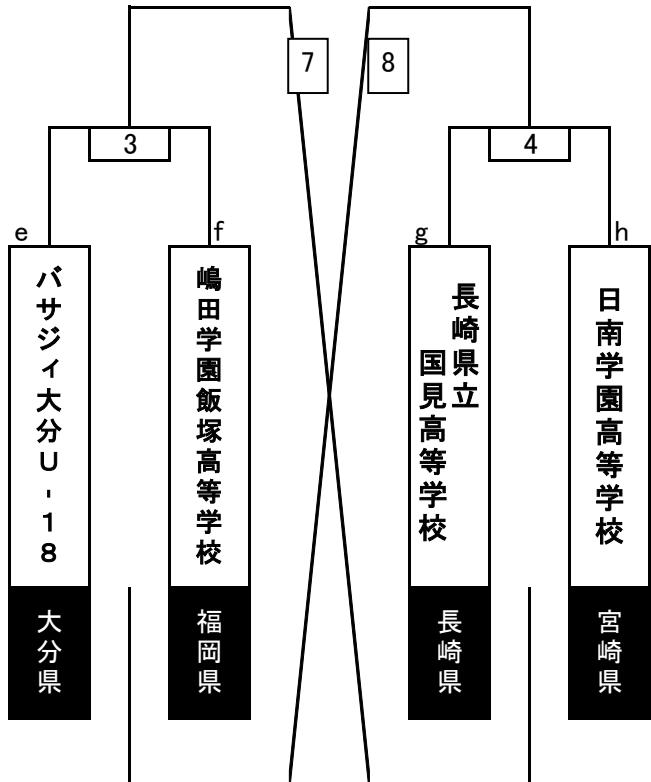 7
8
3
4
e
f
g
h
バサジィ大分U-18
嶋田学園飯塚高等学校
長崎県立
国見高等学校
日南学園高等学校
大分県
福岡県
長崎県
宮崎県